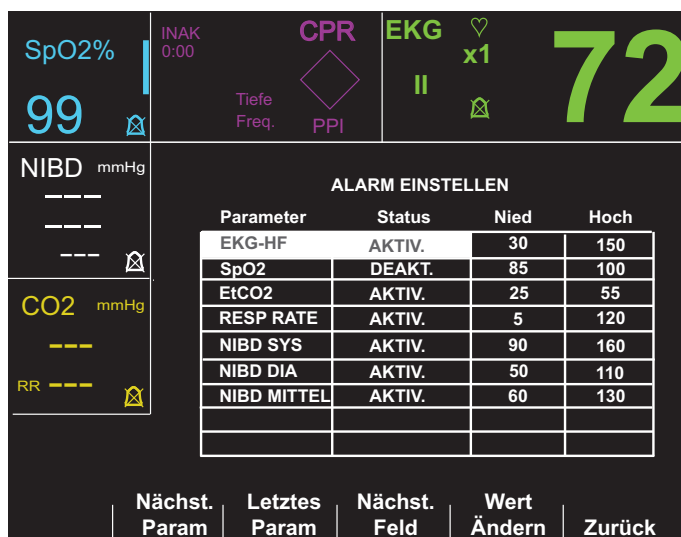 SpO2%
99
INAK
0:00
CPR
Tiefe
Freq.
PPI
EKG
x1
II
72
NIBD mmHg
---
---
---
CO2 mmHg
---
RR ---
ALARM EINSTELLEN
Parameter Status Nied Hoch
EKG-HF AKTIV. 30 150
SpO2 DEAKT. 85 100
EtCO2 AKTIV. 25 55
RESP RATE AKTIV. 5 120
NIBD SYS AKTIV. 90 160
NIBD DIA AKTIV. 50 110
NIBD MITTEL AKTIV. 60 130
Nächst. Param
Letztes Param
Nächst. Feld
Wert Ändern
Zurück